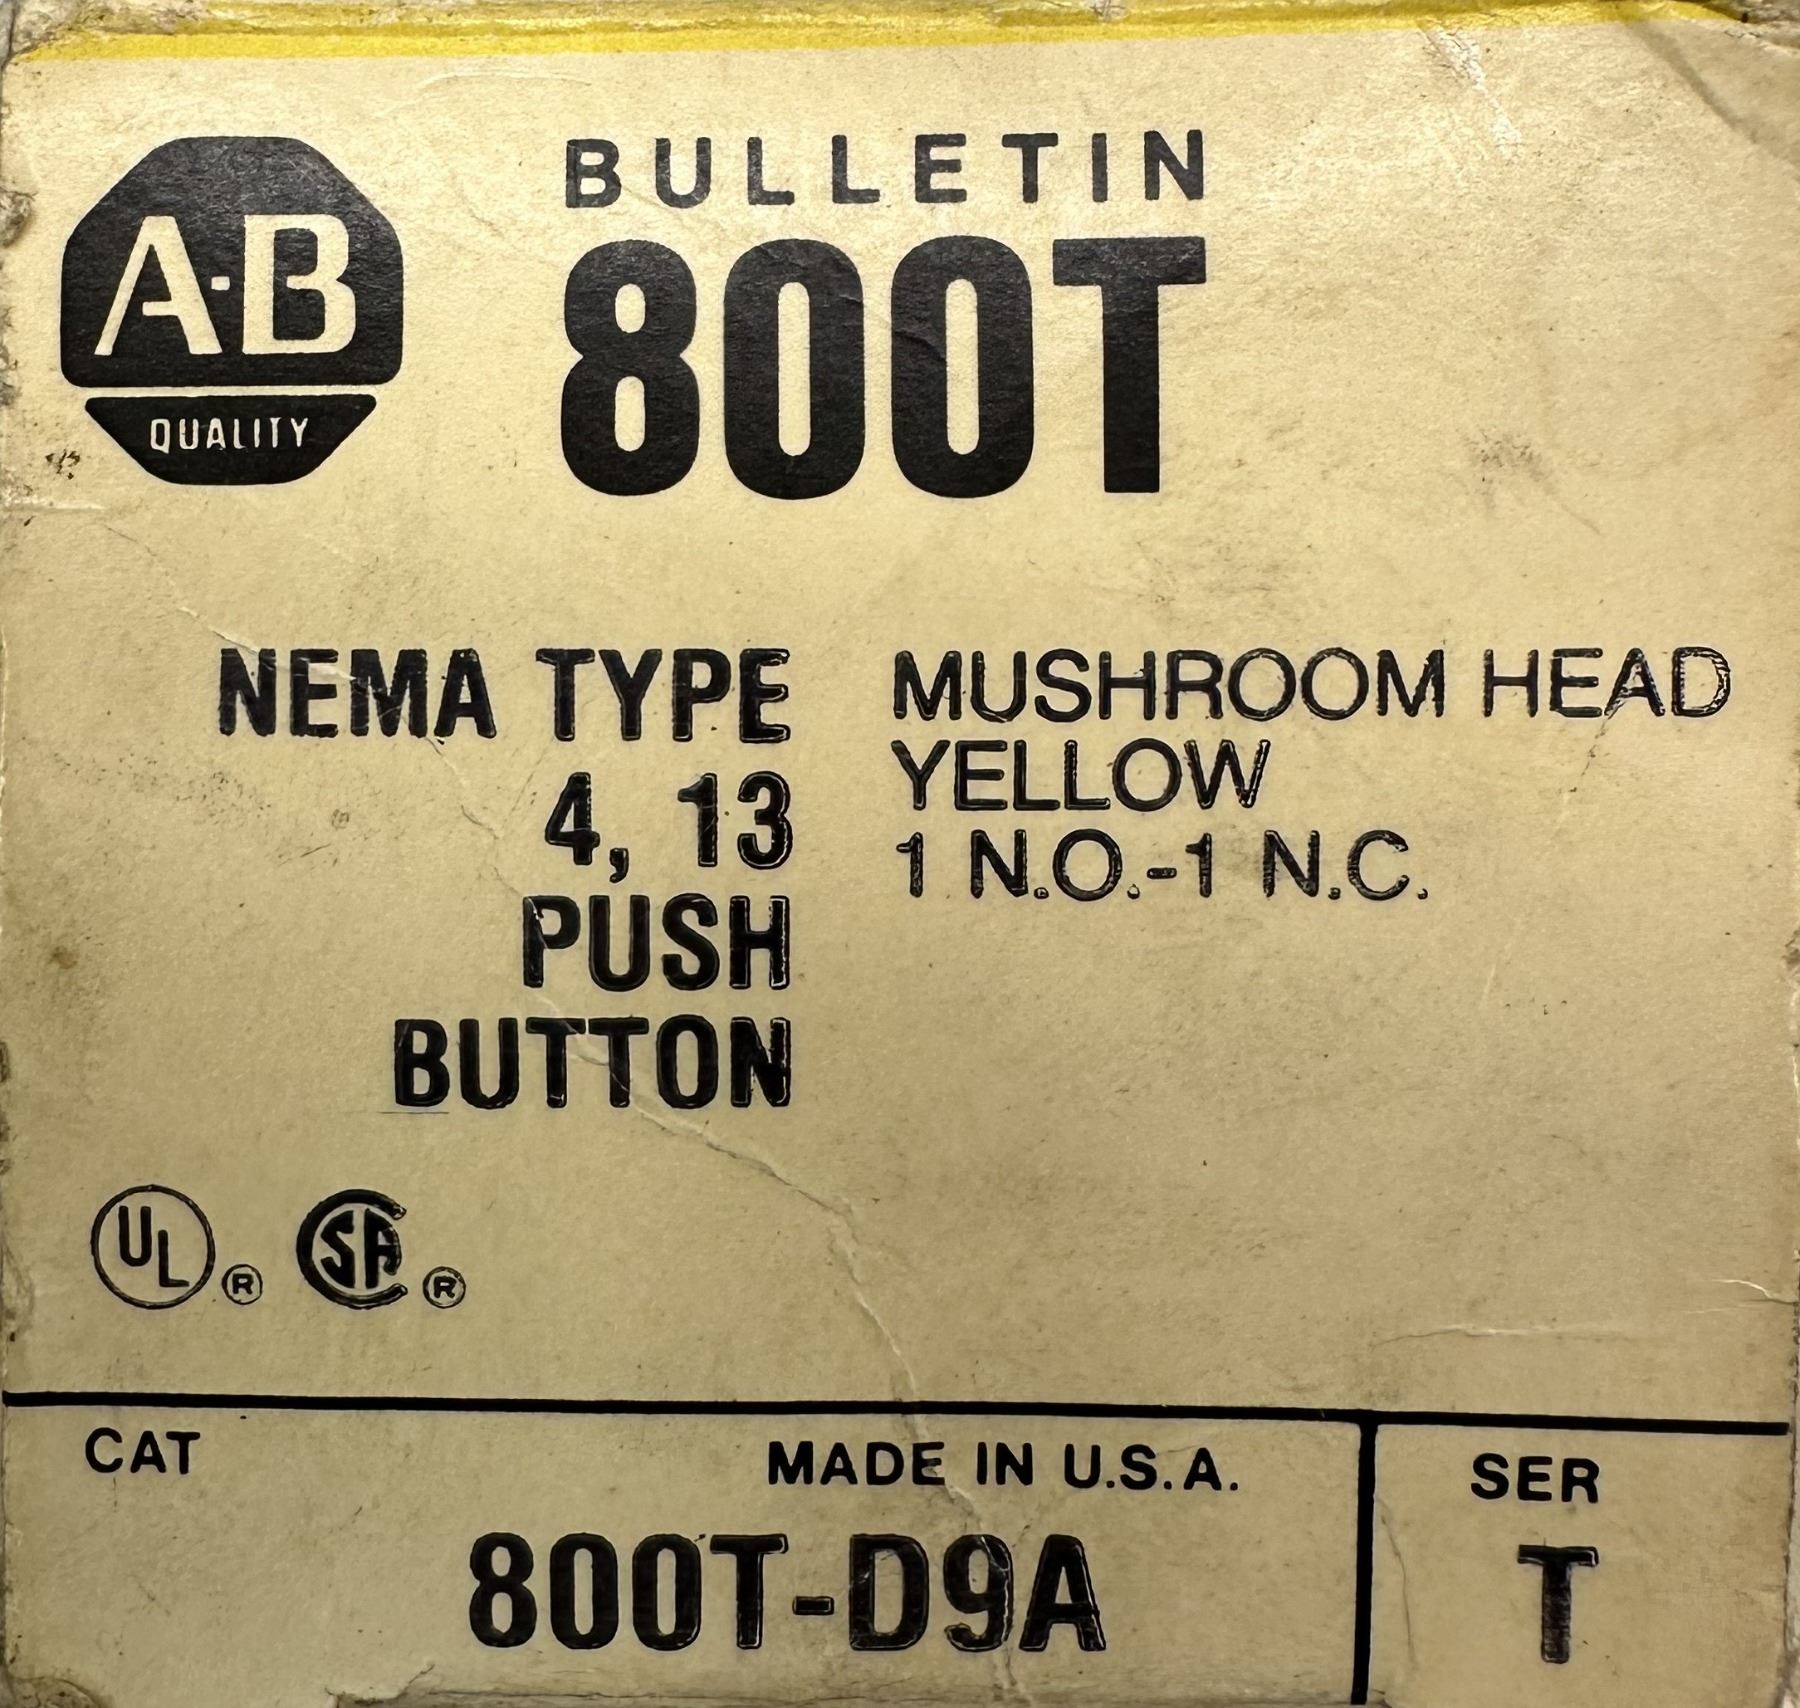 A·B
QUALITY
BULLETIN
800T
NEMA TYPE
4, 13
PUSH
BUTTON
MUSHROOM HEAD
YELLOW
1 N.O.-1 N.C.
UL ® CSA ®
CAT
MADE IN U.S.A.
800T-D9A
SER
T